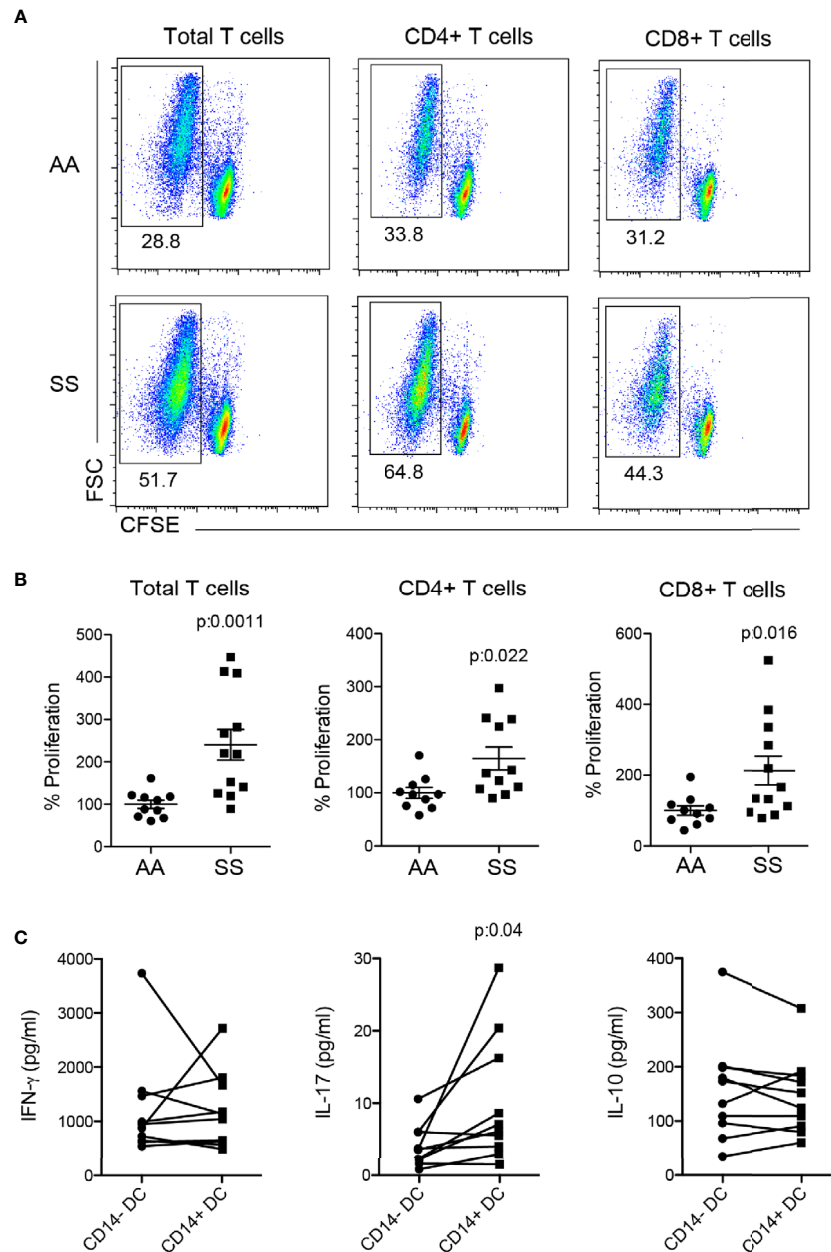 A
Total T cells
CD4+ T cells
CD8+ T cells
AA
28.8
33.8
31.2
SS
51.7
64.8
44.3
FSC
CFSE
B
Total T cells
CD4+ T cells
CD8+ T cells
% Proliferation
500
400
300
200
100
0
p:0.0011
AA
SS
% Proliferation
400
300
200
100
0
p:0.022
AA
SS
% Proliferation
600
400
200
0
p:0.016
AA
SS
C
IFN-γ (pg/ml)
4000
3000
2000
1000
0
CD14- DC
CD14+ DC
p:0.04
IL-17 (pg/ml)
30
20
10
0
CD14- DC
CD14+ DC
IL-10 (pg/ml)
400
300
200
100
0
CD14- DC
CD14+ DC